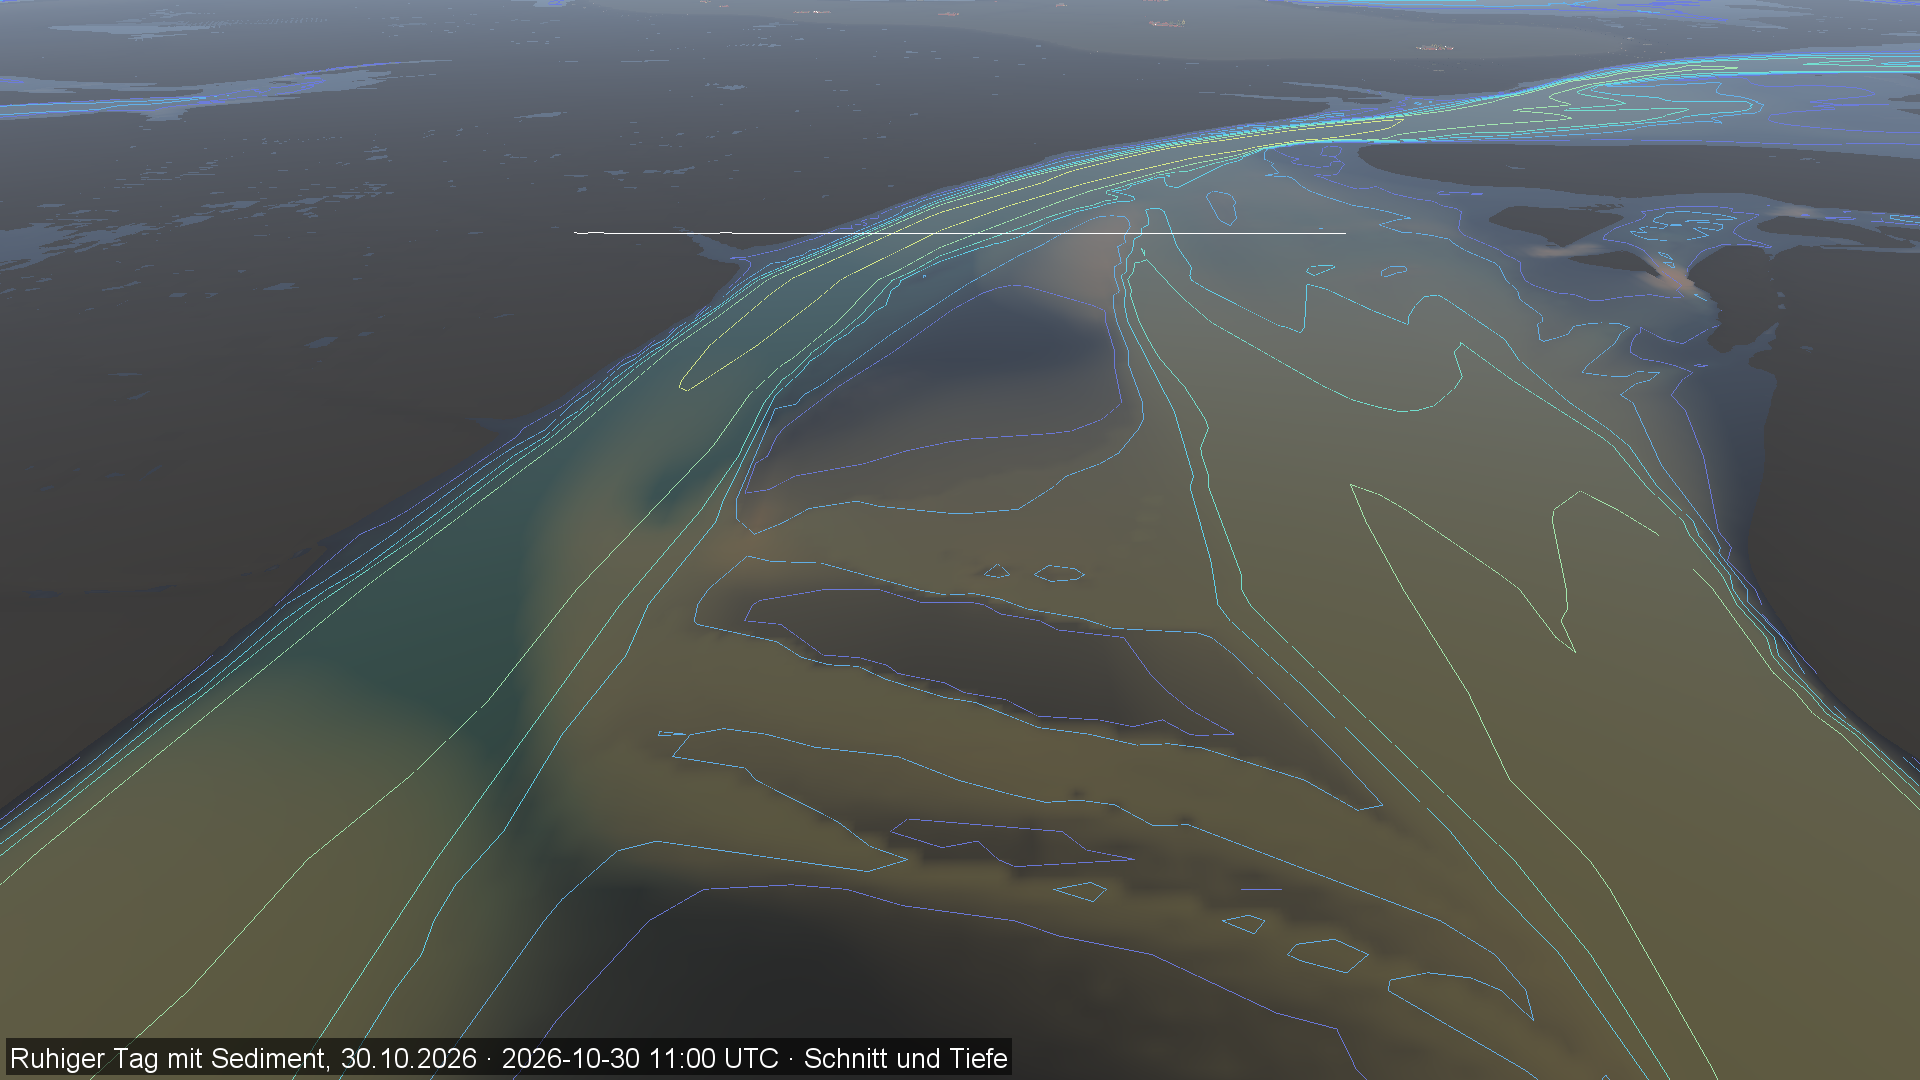 Ruhiger Tag mit Sediment, 30.10.2026 · 2026-10-30 11:00 UTC · Schnitt und Tiefe